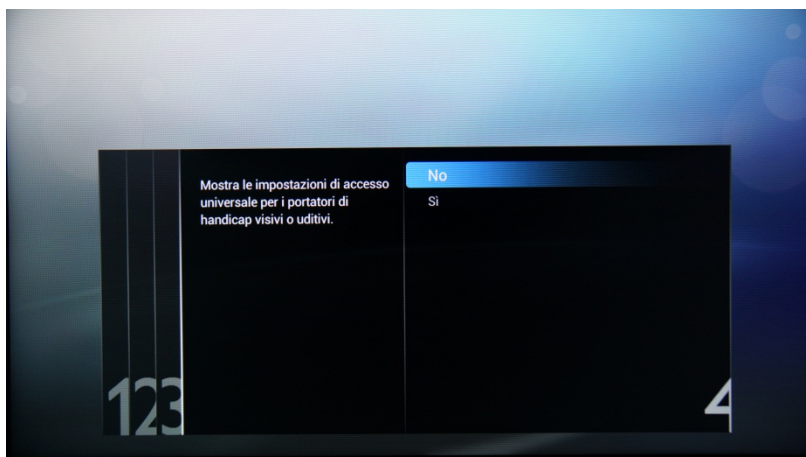 Mostra le impostazioni di accesso
universale per i portatori di
handicap visivi o uditivi.
No
Sì
123
4